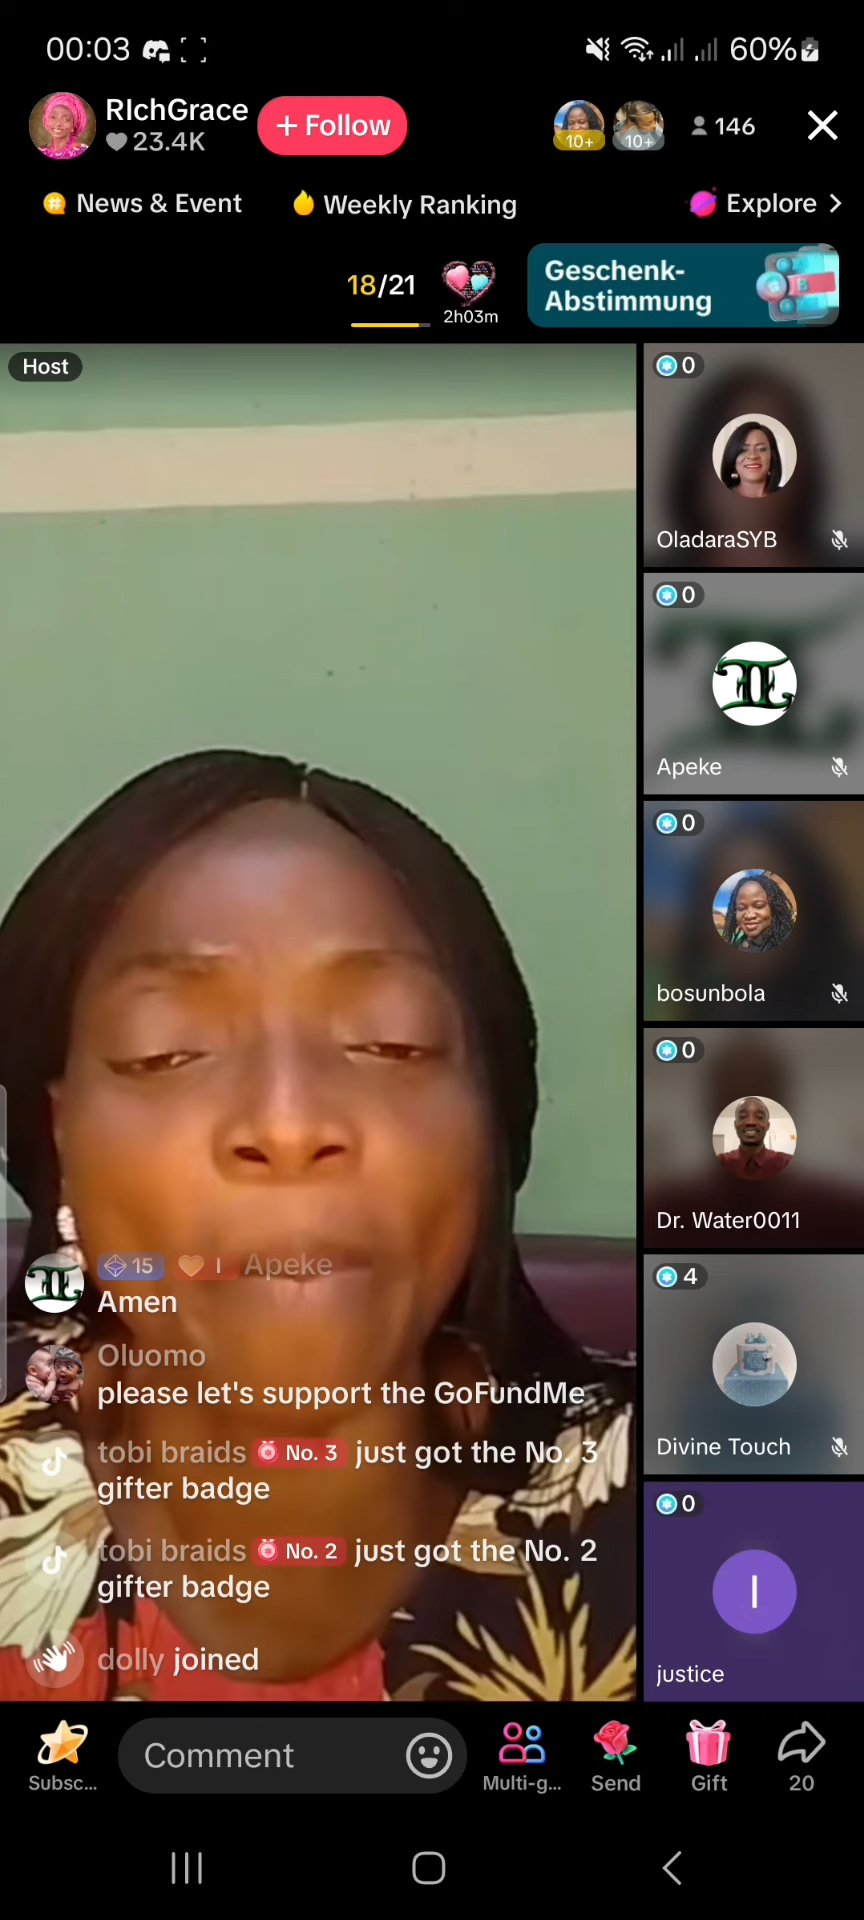 00:03
60%
RIchGrace
23.4K
+ Follow
10+
10+
146
News & Event
Weekly Ranking
Explore >
18/21
2h03m
Geschenk-
Abstimmung
Host
0
OladaraSYB
0
Apeke
0
bosunbola
0
Dr. Water0011
4
Divine Touch
0
I
justice
15 I Apeke
Amen
Oluomo
please let's support the GoFundMe
tobi braids No. 3 just got the No. 3
gifter badge
tobi braids No. 2 just got the No. 2
gifter badge
dolly joined
Subsc...
Comment
Multi-g...
Send
Gift
20